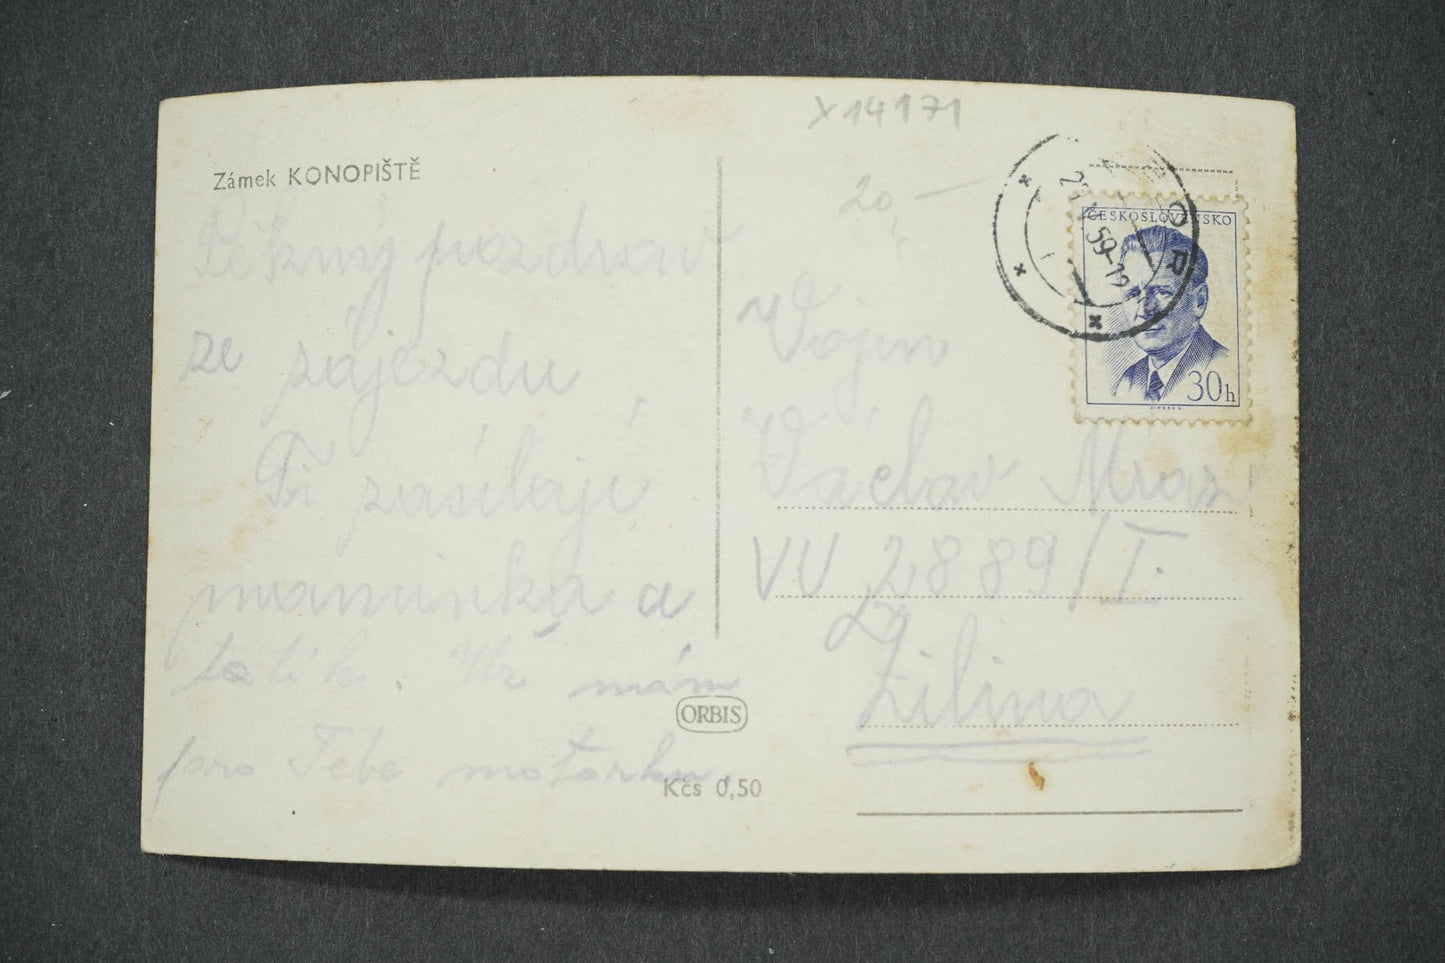 x14171
Zámek KONOPIŠTĚ
20,-
ČESKOSLOVENSKO
30h
Pěkný pozdrav
ze zájezdu
Ti zasílají
maminka a
tatík. Už mám
pro Tebe motorku.
ORBIS
Kčs 0,50
Vojín
Václav Mraz
VU 2889/I.
Žilina